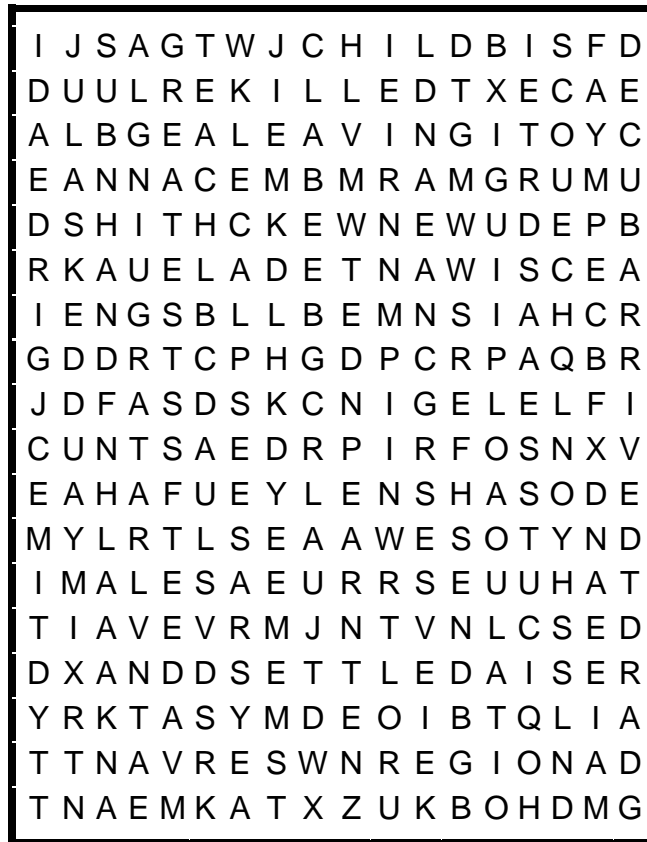 I J S A G T W J C H I L D B I S F D
D U U L R E K I L L E D T X E C A E
A L B G E A L E A V I N G I T O Y C
E A N N A C E M B M R A M G R U M U
D S H I T H C K E W N E W U D E P B
R K A U E L A D E T N A W I S C E A
I E N G S B L L B E M N S I A H C R
G D D R T C P H G D P C R P A Q B R
J D F A S D S K C N I G E L E L F I
C U N T S A E D R P I R F O S N X V
E A H A F U E Y L E N S H A S O D E
M Y L R T L S E A A W E S O T Y N D
I M A L E S A E U R R S E U U H A T
T I A V E V R M J N T V N L C S E D
D X A N D D S E T T L E D A I S E R
Y R K T A S Y M D E O I B T Q L I A
T T N A V R E S W N R E G I O N A D
T N A E M K A T X Z U K B O H D M G